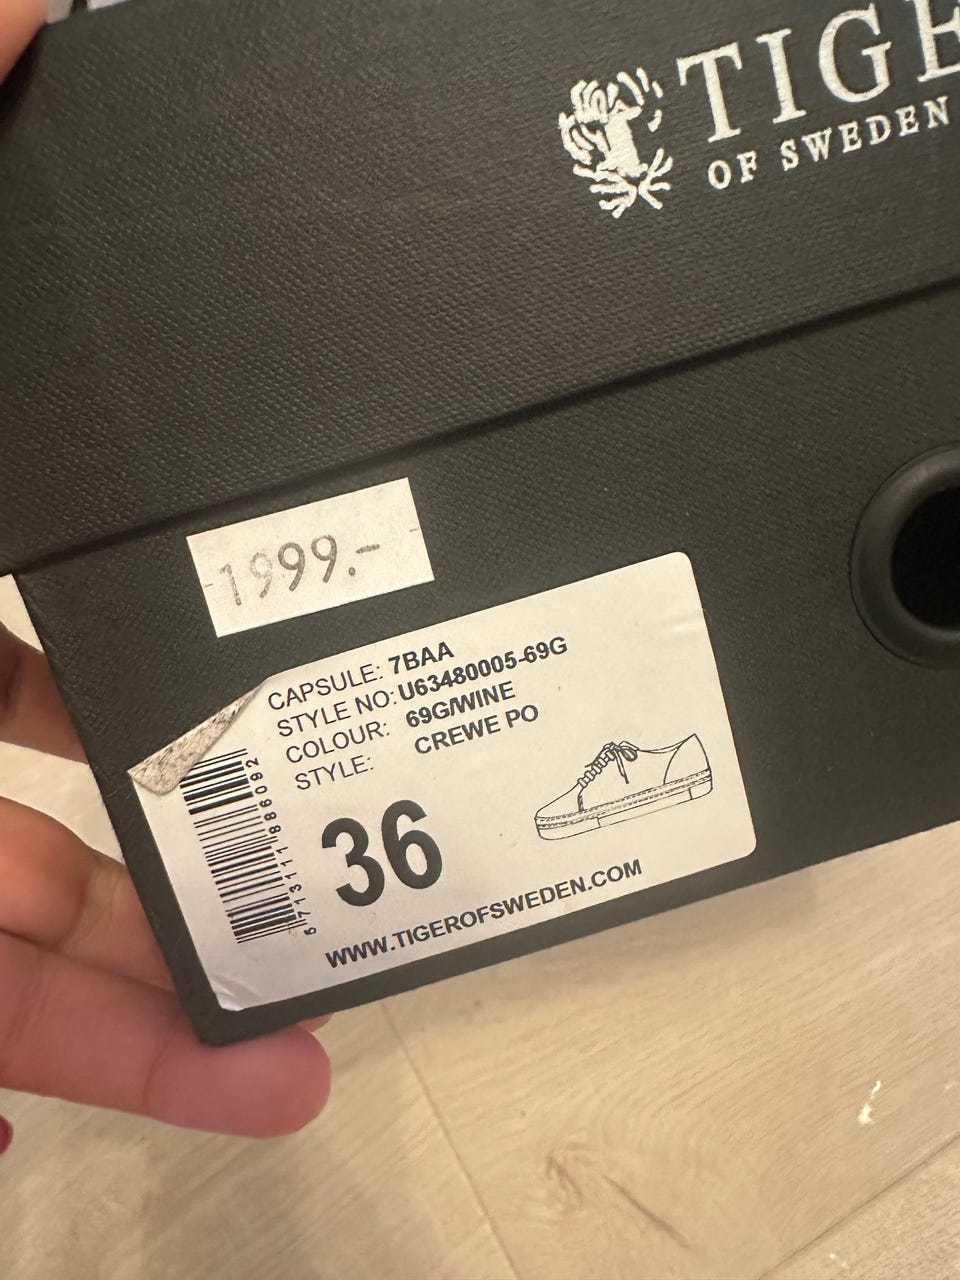 TIGE
OF SWEDEN
1999.-
CAPSULE: 7BAA
STYLE NO: U63480005-69G
COLOUR: 69G/WINE
STYLE: CREWE PO
36
6713111886092
WWW.TIGEROFSWEDEN.COM